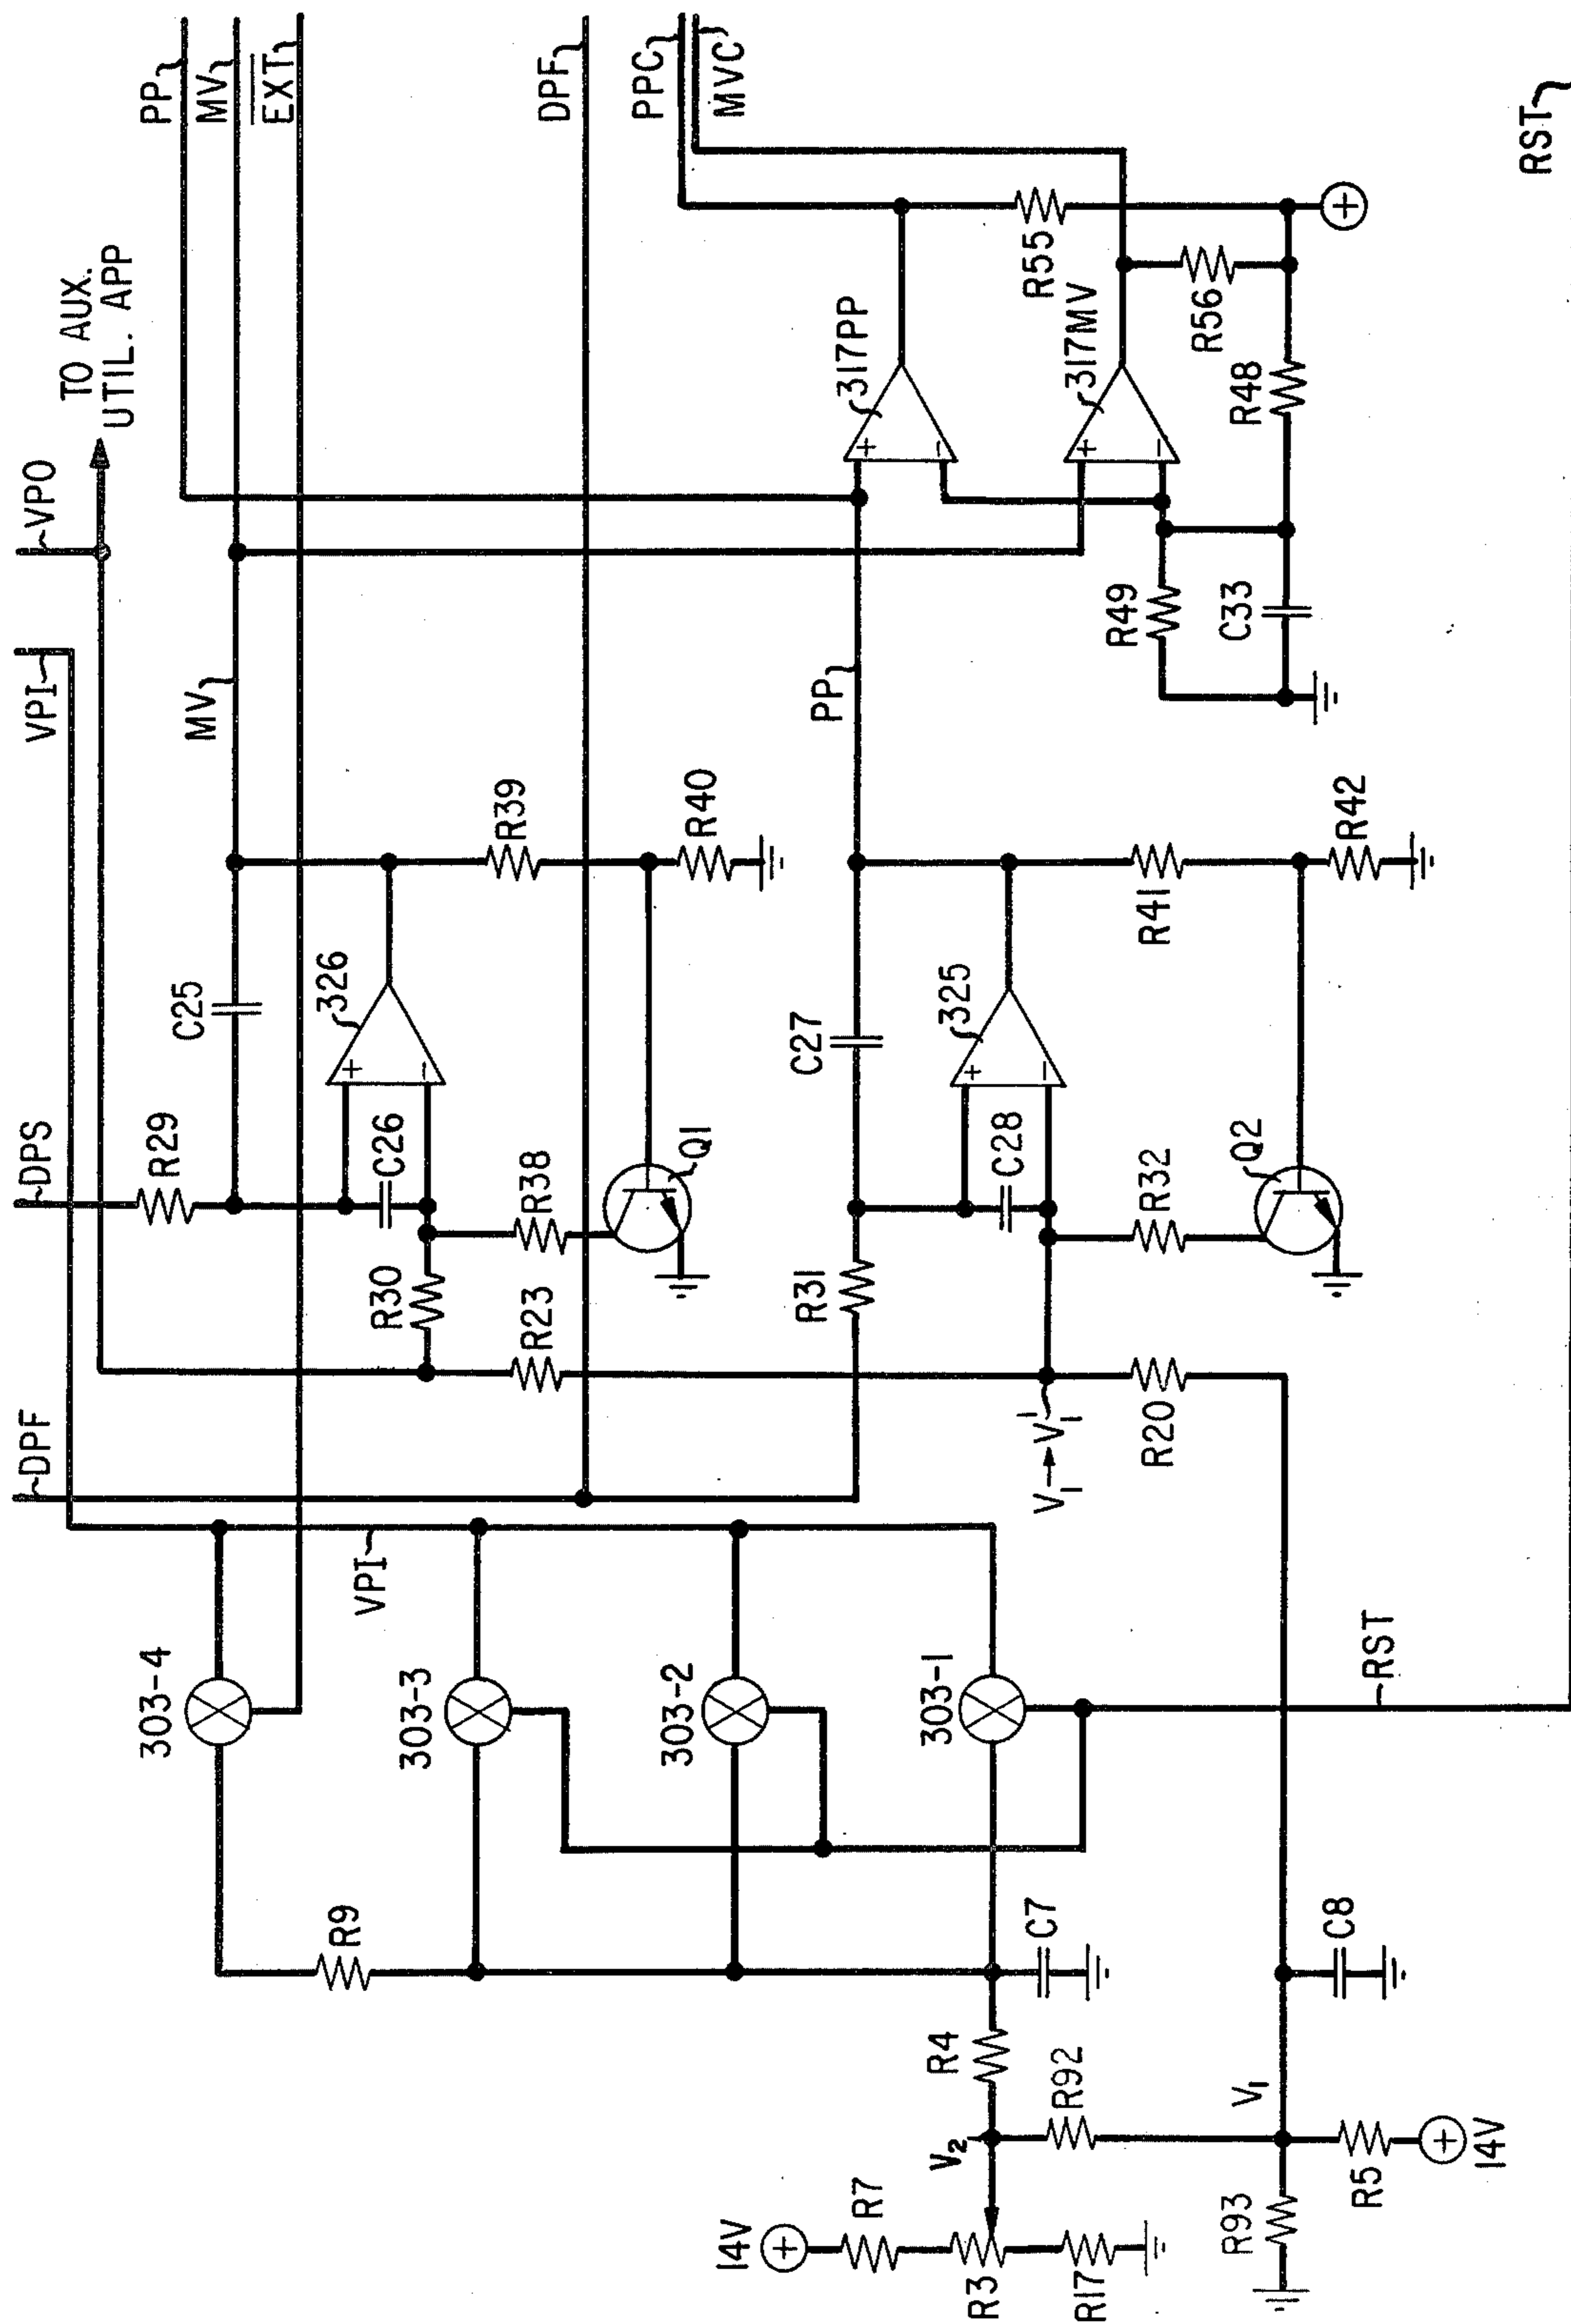 VPI
VPO
TO AUX.
UTIL. APP
DPF
DPS
R29
C25
MV
PP
MV
EXT
303-4
R9
VPI
R30
R23
C26
326
R38
Q1
R39
R40
DPF
303-3
303-2
303-1
R31
C27
PP
PPC
MVC
C28
325
R32
Q2
R41
R42
317PP
R55
317MV
R56
R48
R49
C33
V1→V1'
R20
RST
RST
14V
R7
R3
R17
V2
R4
C7
R92
V1
R93
R5
14V
C8
+
-
+
-
+
-
+
-
+
+
+